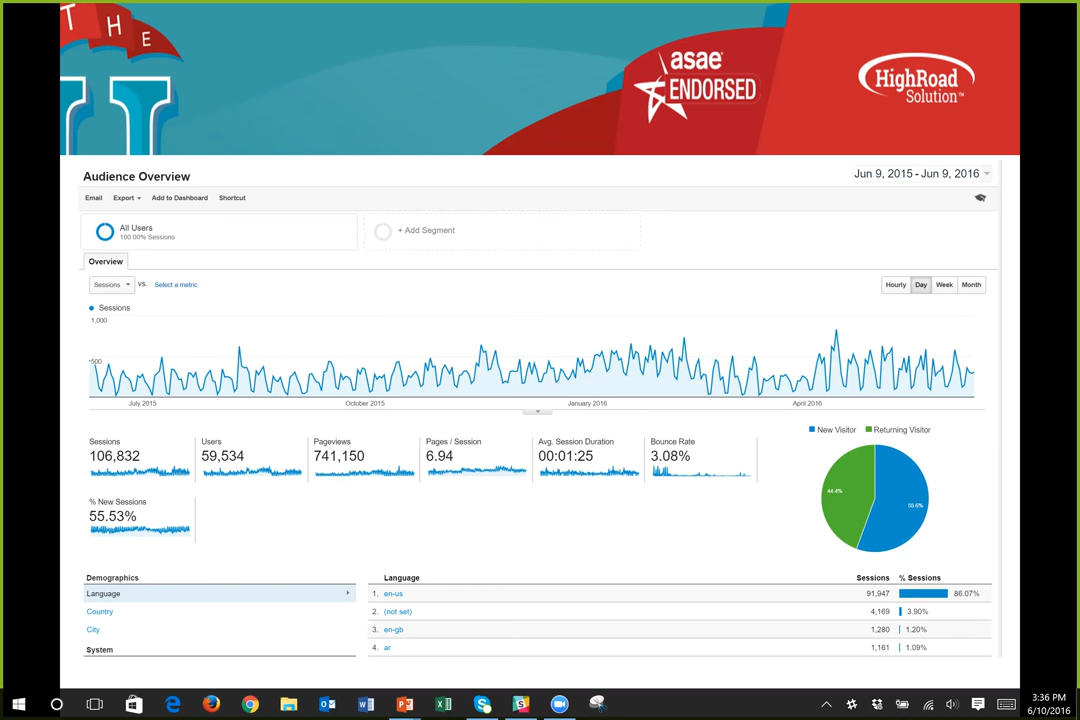 THE
U
asae
ENDORSED
HighRoad
Solution™
Audience Overview
Jun 9, 2015 - Jun 9, 2016
Email Export Add to Dashboard Shortcut
All Users
100.00% Sessions
+ Add Segment
Overview
Sessions VS. Select a metric
Hourly Day Week Month
Sessions
1,000
500
July 2015 October 2015 January 2016 April 2016
New Visitor Returning Visitor
Sessions Users Pageviews Pages / Session Avg. Session Duration Bounce Rate
106,832 59,534 741,150 6.94 00:01:25 3.08%
44.4% 55.6%
% New Sessions
55.53%
Demographics
Language
Country
City
System
Language Sessions % Sessions
1. en-us 91,947 86.07%
2. (not set) 4,169 3.90%
3. en-gb 1,280 1.20%
4. ar 1,161 1.09%
3:36 PM
6/10/2016